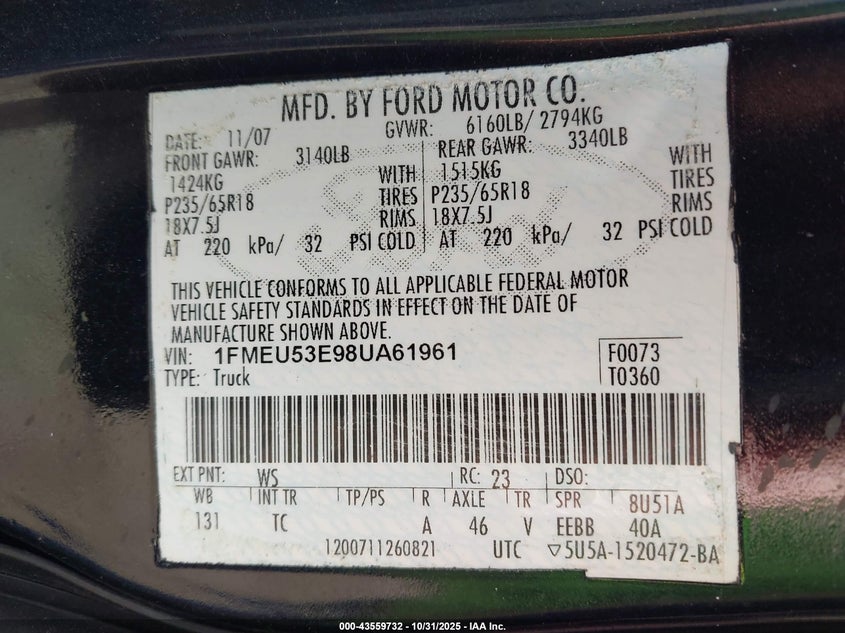 MFD. BY FORD MOTOR CO.
DATE: 11/07 GVWR: 6160LB/ 2794KG
FRONT GAWR: 3140LB REAR GAWR: 3340LB
1424KG WITH 1515KG WITH
P235/65R18 TIRES P235/65R18 TIRES
18X7.5J RIMS 18X7.5J RIMS
AT 220 kPa/ 32 PSI COLD AT 220 kPa/ 32 PSI COLD
THIS VEHICLE CONFORMS TO ALL APPLICABLE FEDERAL MOTOR
VEHICLE SAFETY STANDARDS IN EFFECT ON THE DATE OF
MANUFACTURE SHOWN ABOVE.
VIN: 1FMEU53E98UA61961 F0073
TYPE: Truck T0360
EXT PNT: WS RC: 23 DSO:
WB INT TR TP/PS R AXLE TR SPR 8U51A
131 TC A 46 V EEBB 40A
1200711260821 UTC ▽5U5A-1520472-BA
000-43559732 - 10/31/2025 - IAA Inc.